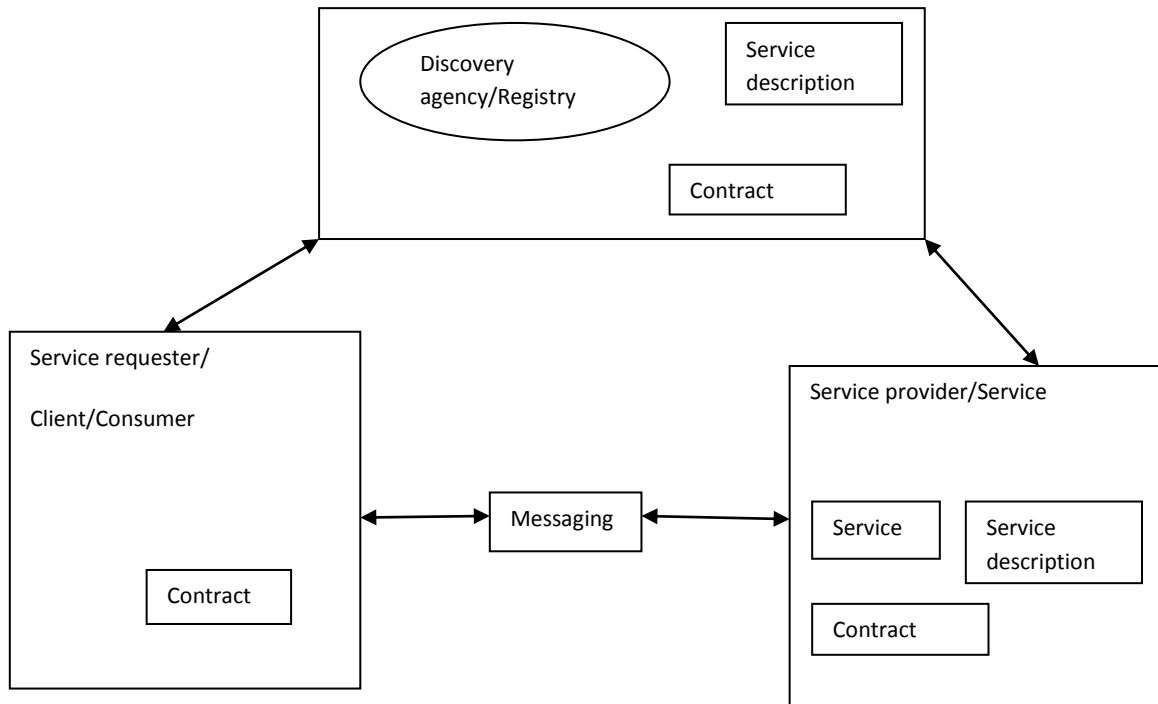 Discovery
agency/Registry
Service
description
Contract
Service requester/
Client/Consumer
Contract
Messaging
Service provider/Service
Service
Service
description
Contract